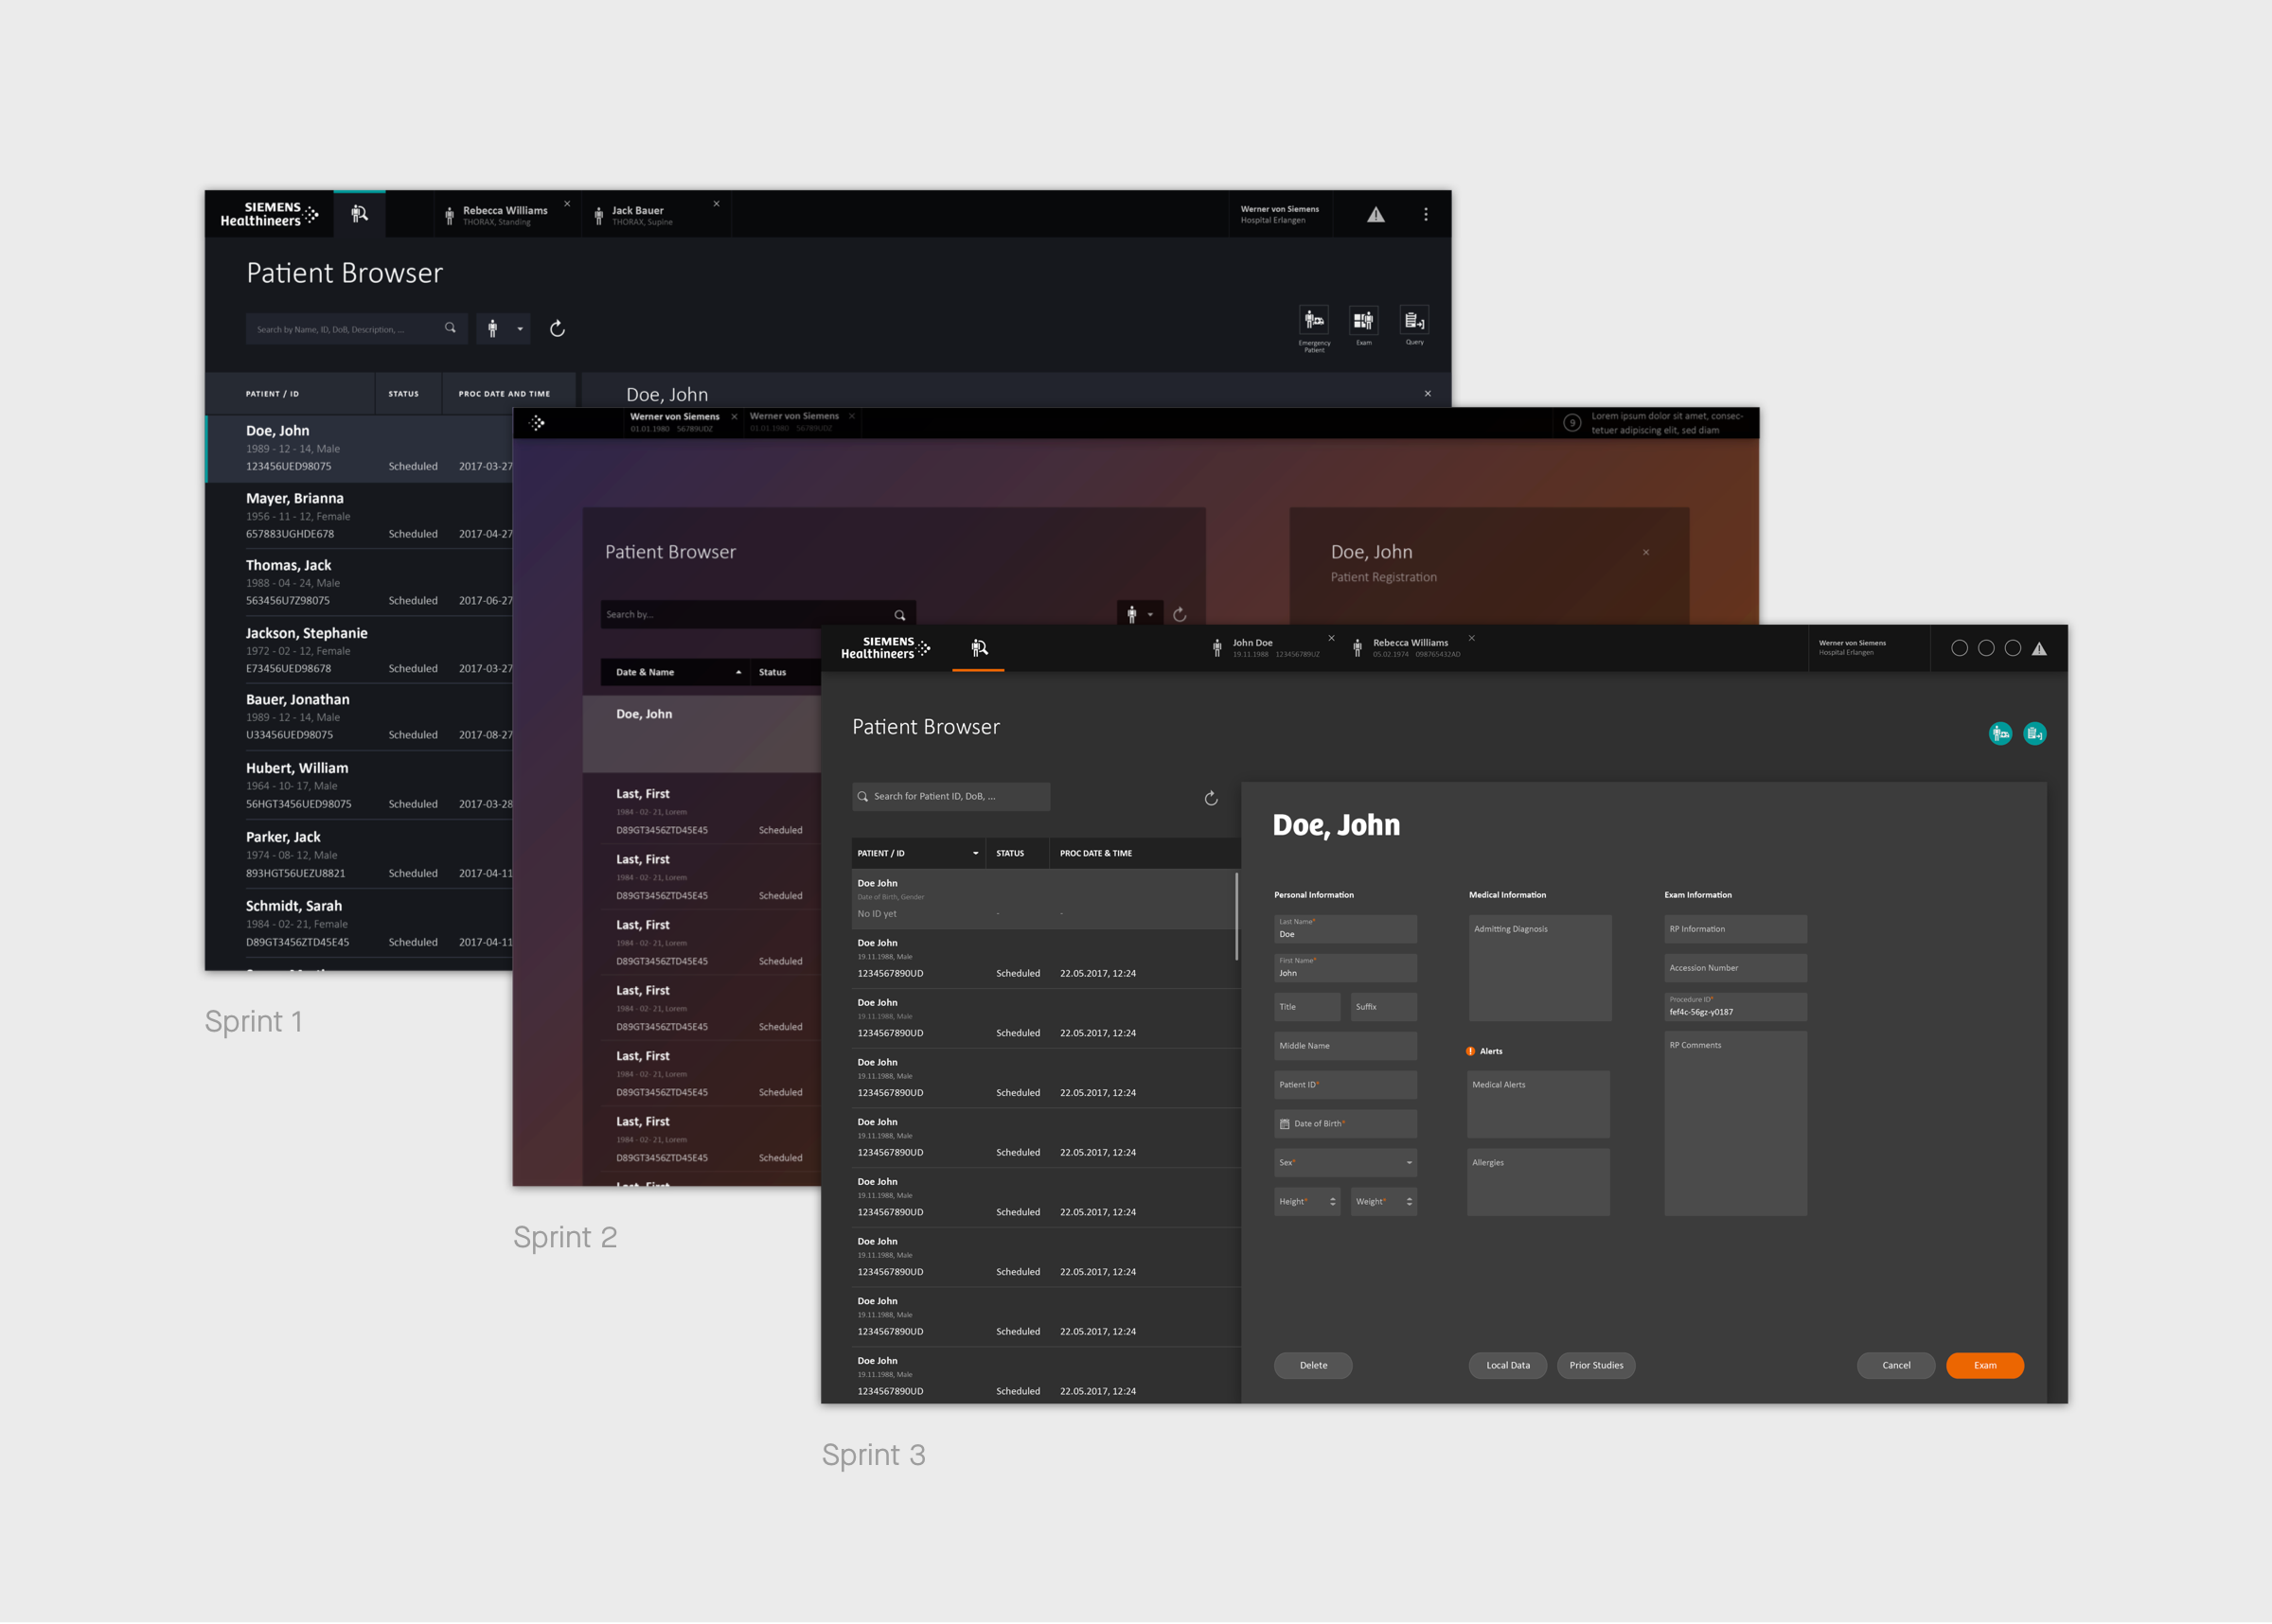 SIEMENS
Healthineers
Rebecca Williams
THORAX, Standing
Jack Bauer
THORAX, Supine
Werner von Siemens
Hospital Erlangen
Patient Browser
Search by Name, ID, DoB, Description, ...
Emergency
Patient
Exam
Query
PATIENT / ID STATUS PROC DATE AND TIME
Doe, John
Doe, John
1989 - 12 - 14, Male
123456UED98075 Scheduled 2017-03-27
Mayer, Brianna
1956 - 11 - 12, Female
657883UGHDE678 Scheduled 2017-04-27
Thomas, Jack
1988 - 04 - 24, Male
563456U7Z98075 Scheduled 2017-06-27
Jackson, Stephanie
1972 - 02 - 12, Female
E73456UED98678 Scheduled 2017-03-27
Bauer, Jonathan
1989 - 12 - 14, Male
U33456UED98075 Scheduled 2017-08-27
Hubert, William
1964 - 10- 17, Male
56HGT3456UED98075 Scheduled 2017-03-28
Parker, Jack
1974 - 08- 12, Male
893HGT56UEZU8821 Scheduled 2017-04-11
Schmidt, Sarah
1984 - 02- 21, Female
D89GT3456ZTD45E45 Scheduled 2017-04-11
Sprint 1
Werner von Siemens
01.01.1980 56789UDZ
Werner von Siemens
01.01.1980 56789UDZ
9
Lorem ipsum dolor sit amet, consec-
tetuer adipiscing elit, sed diam
Patient Browser
Doe, John
Patient Registration
Search by...
Date & Name Status
Doe, John
Last, First
1984 - 02- 21, Lorem
D89GT3456ZTD45E45 Scheduled
Last, First
1984 - 02- 21, Lorem
D89GT3456ZTD45E45 Scheduled
Last, First
1984 - 02- 21, Lorem
D89GT3456ZTD45E45 Scheduled
Last, First
1984 - 02- 21, Lorem
D89GT3456ZTD45E45 Scheduled
Last, First
1984 - 02- 21, Lorem
D89GT3456ZTD45E45 Scheduled
Last, First
1984 - 02- 21, Lorem
D89GT3456ZTD45E45 Scheduled
Last, First
Sprint 2
SIEMENS
Healthineers
John Doe
19.11.1988 123456789UZ
Rebecca Williams
05.02.1974 098765432AD
Werner von Siemens
Hospital Erlangen
Patient Browser
Search for Patient ID, DoB, ...
PATIENT / ID STATUS PROC DATE & TIME
Doe John
Date of Birth, Gender
No ID yet - -
Doe John
19.11.1988, Male
1234567890UD Scheduled 22.05.2017, 12:24
Doe John
19.11.1988, Male
1234567890UD Scheduled 22.05.2017, 12:24
Doe John
19.11.1988, Male
1234567890UD Scheduled 22.05.2017, 12:24
Doe John
19.11.1988, Male
1234567890UD Scheduled 22.05.2017, 12:24
Doe John
19.11.1988, Male
1234567890UD Scheduled 22.05.2017, 12:24
Doe John
19.11.1988, Male
1234567890UD Scheduled 22.05.2017, 12:24
Doe John
19.11.1988, Male
1234567890UD Scheduled 22.05.2017, 12:24
Doe John
19.11.1988, Male
1234567890UD Scheduled 22.05.2017, 12:24
Doe, John
Personal Information
Last Name*
Doe
First Name*
John
Title Suffix
Middle Name
Patient ID*
Date of Birth*
Sex*
Height* Weight*
Medical Information
Admitting Diagnosis
Alerts
Medical Alerts
Allergies
Exam Information
RP Information
Accession Number
Procedure ID*
fef4c-56gz-y0187
RP Comments
Delete Local Data Prior Studies Cancel Exam
Sprint 3